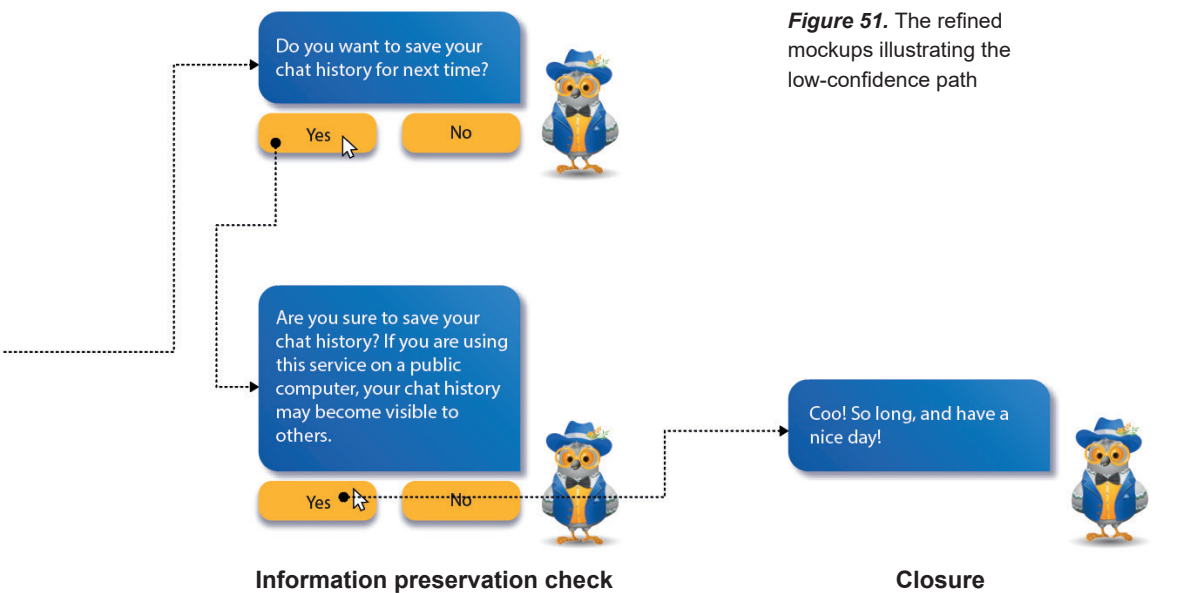 Do you want to save your
chat history for next time?
Yes
No
Figure 51. The refined
mockups illustrating the
low-confidence path
Are you sure to save your
chat history? If you are using
this service on a public
computer, your chat history
may become visible to
others.
Yes
No
Coo! So long, and have a
nice day!
Information preservation check
Closure